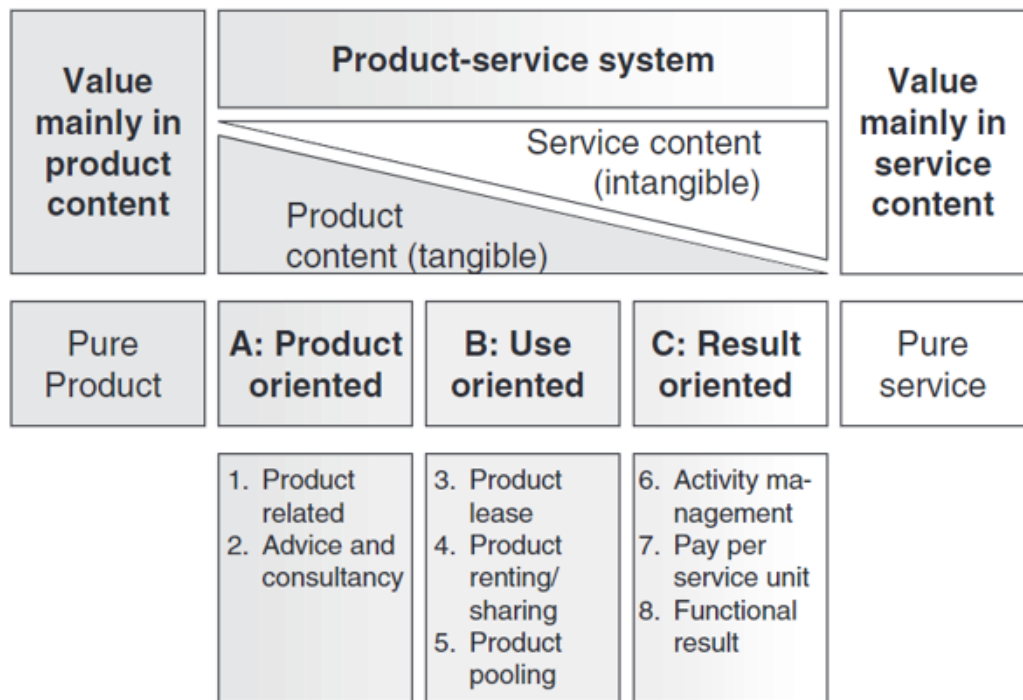 Value
mainly in
product
content
Product-service system
Service content
(intangible)
Product
content (tangible)
Value
mainly in
service
content
Pure
Product
A: Product
oriented
B: Use
oriented
C: Result
oriented
Pure
service
1. Product
related
2. Advice and
consultancy
3. Product
lease
4. Product
renting/
sharing
5. Product
pooling
6. Activity ma-
nagement
7. Pay per
service unit
8. Functional
result